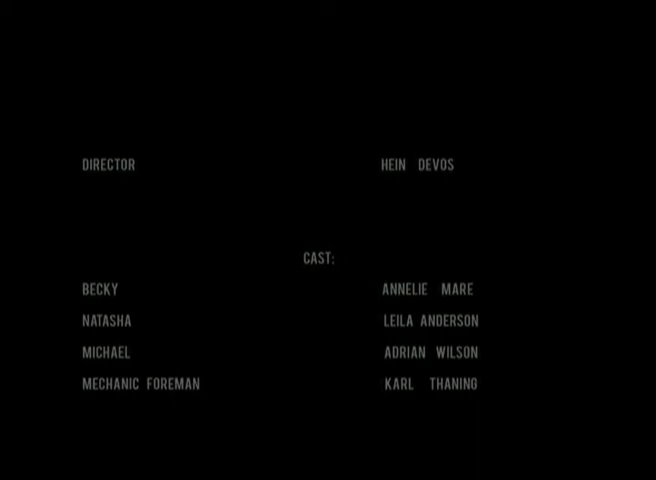 DIRECTOR HEIN DEVOS
CAST:
BECKY ANNELIE MARE
NATASHA LEILA ANDERSON
MICHAEL ADRIAN WILSON
MECHANIC FOREMAN KARL THANING